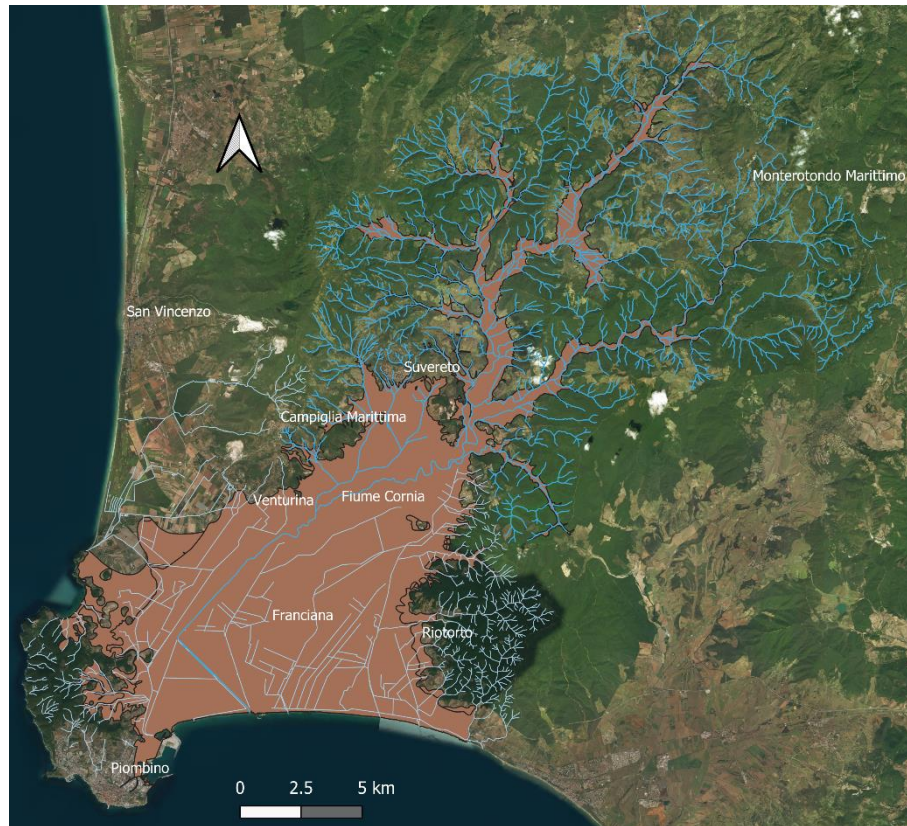 Monterotondo Marittimo
San Vincenzo
Suvereto
Campiglia Marittima
Venturina
Fiume Cornia
Franciana
Riotorto
Piombino
0 2.5 5 km